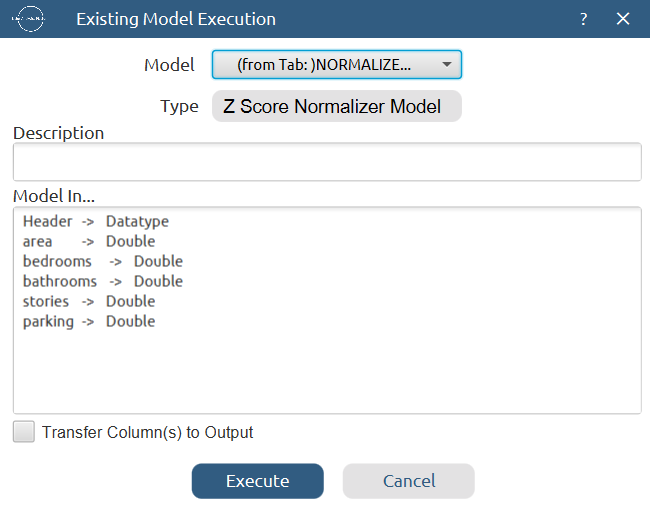 Existing Model Execution ?
Model (from Tab: )NORMALIZE...
Type Z Score Normalizer Model
Description
Model In...
Header -> Datatype
area -> Double
bedrooms -> Double
bathrooms -> Double
stories -> Double
parking -> Double
Transfer Column(s) to Output
Execute Cancel